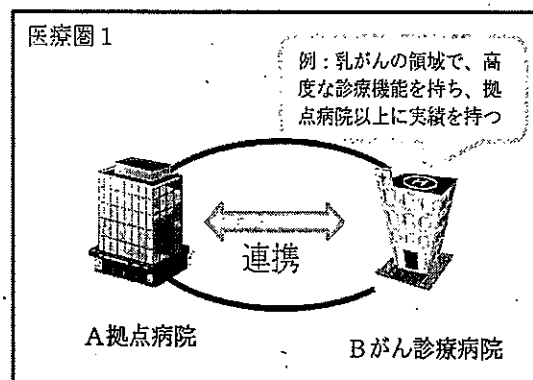 医療圏1
例：乳がんの領域で、高
度な診療機能を持ち、拠
点病院以上に実績を持つ
連携
A拠点病院
Bがん診療病院